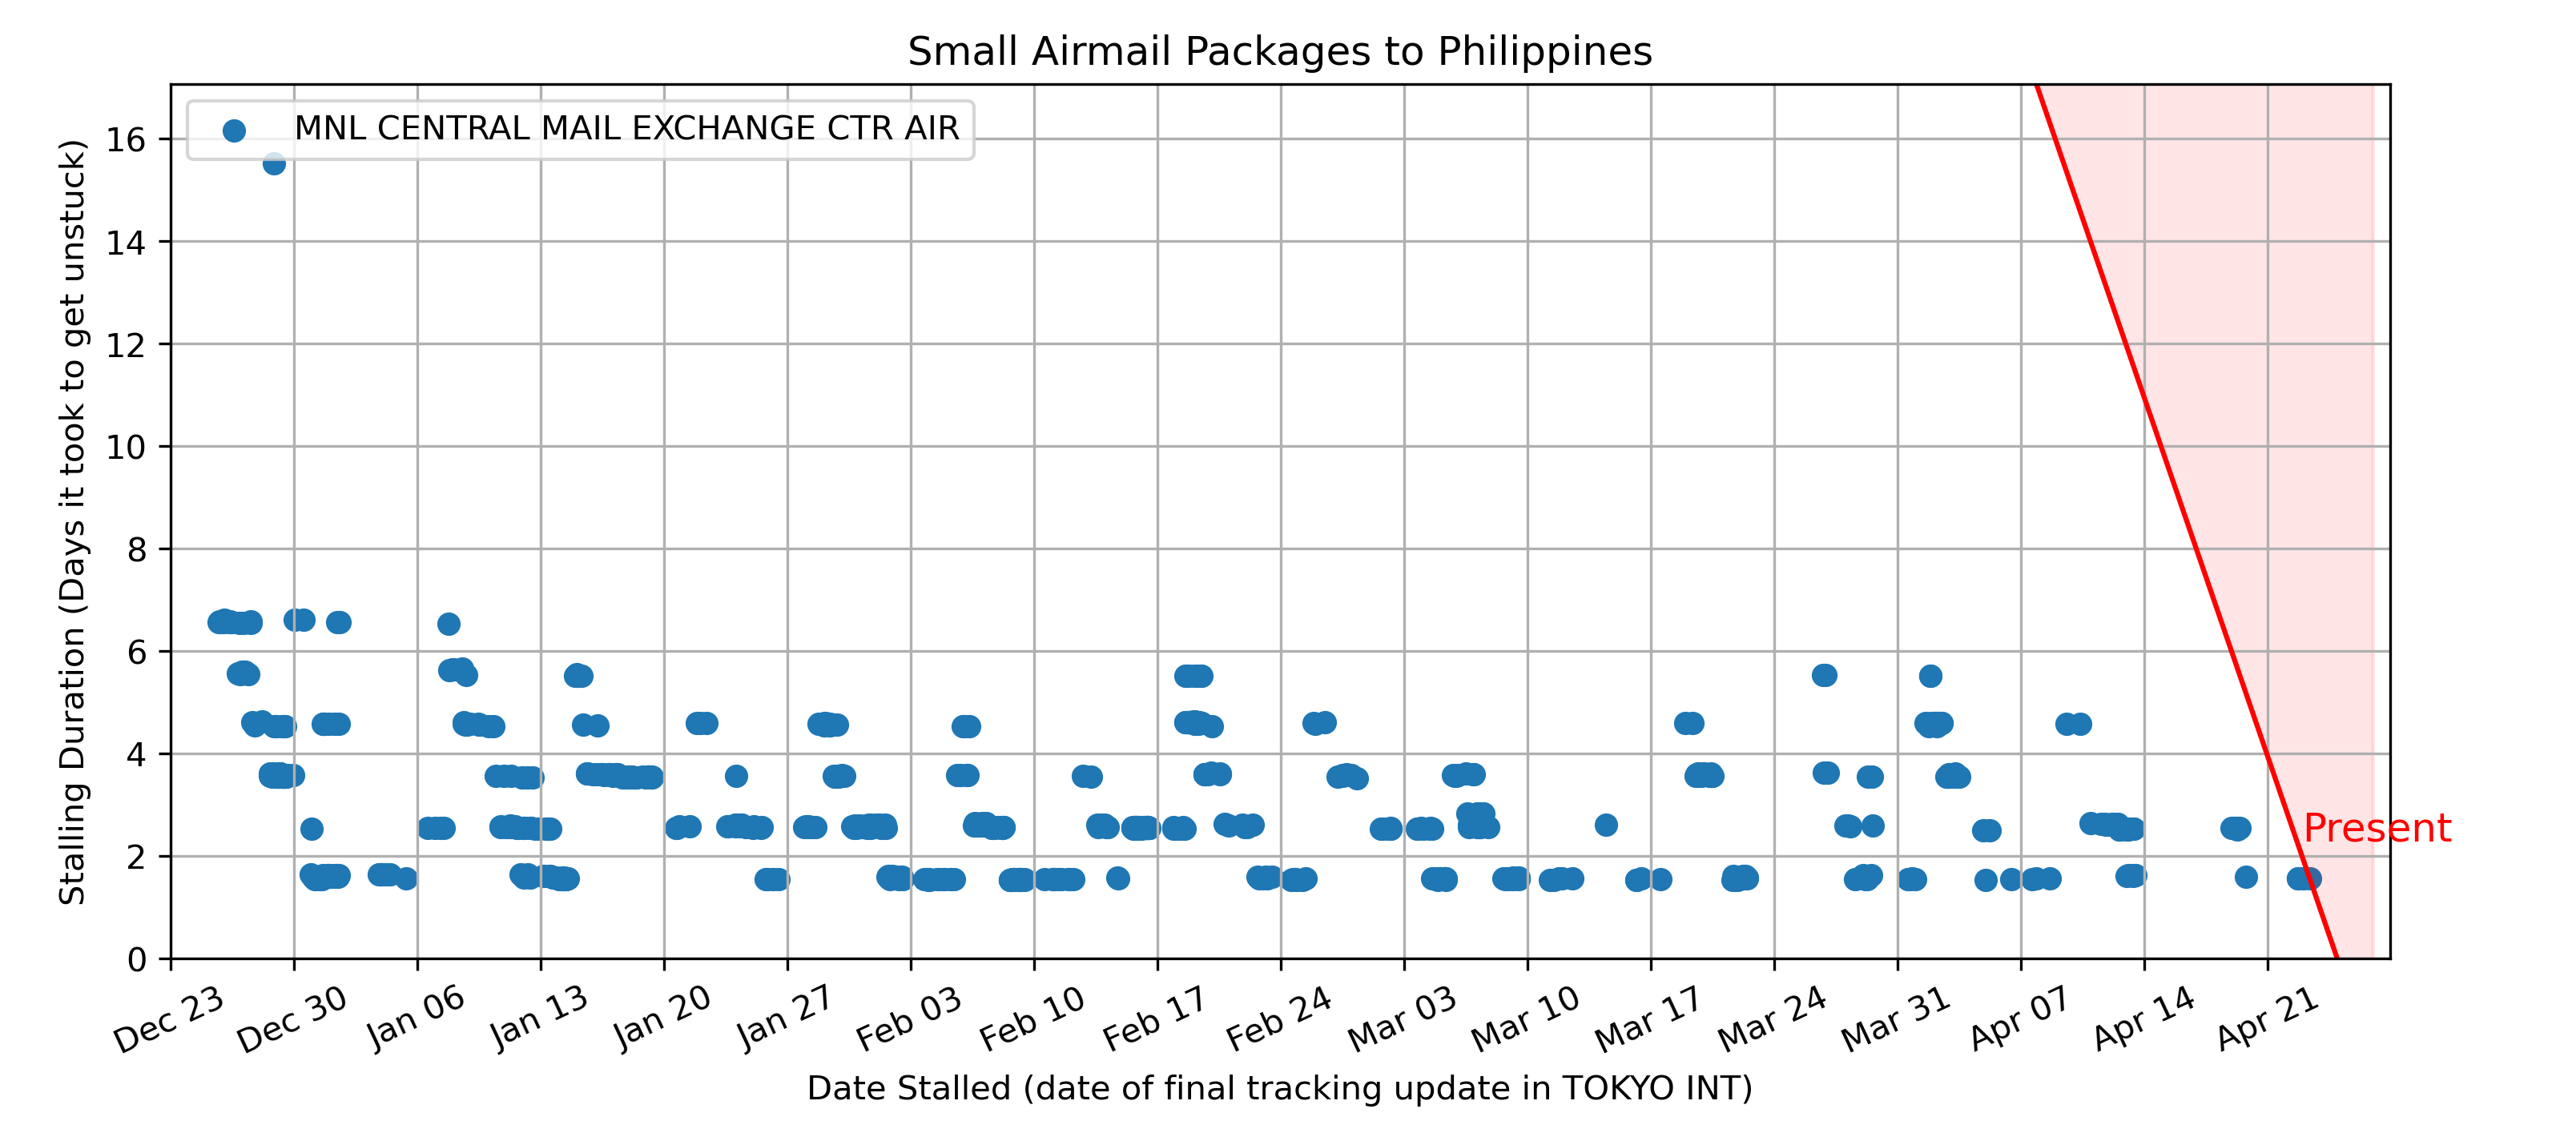 Small Airmail Packages to Philippines
MNL CENTRAL MAIL EXCHANGE CTR AIR
Stalling Duration (Days it took to get unstuck)
16
14
12
10
8
6
4
2
0
Present
Dec 23
Dec 30
Jan 06
Jan 13
Jan 20
Jan 27
Feb 03
Feb 10
Feb 17
Feb 24
Mar 03
Mar 10
Mar 17
Mar 24
Mar 31
Apr 07
Apr 14
Apr 21
Date Stalled (date of final tracking update in TOKYO INT)